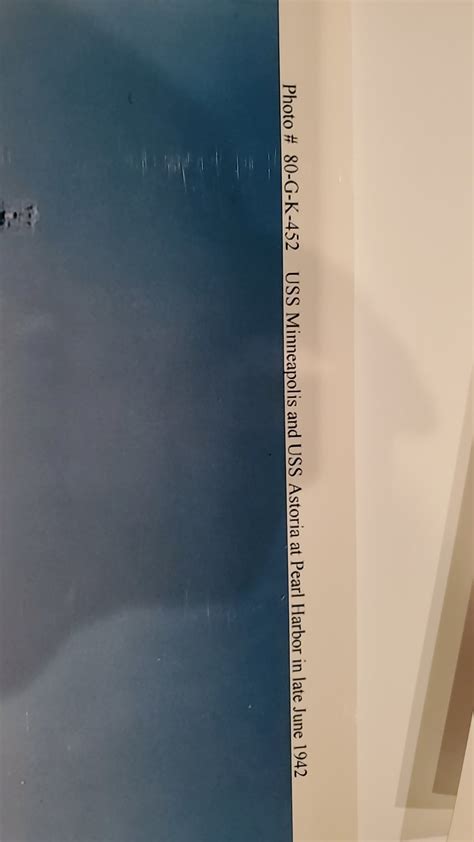 Photo # 80-G-K-452 USS Minneapolis and USS Astoria at Pearl Harbor in late June 1942